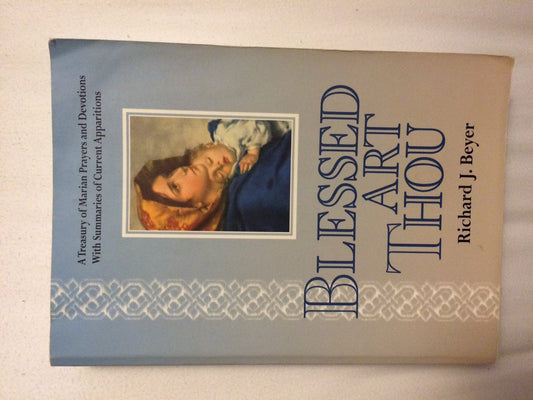 A Treasury of Marian Prayers and Devotions
With Summaries of Current Apparitions
BLESSED
ART
THOU
Richard J. Beyer